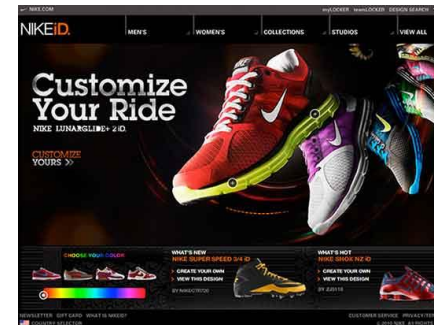 NIKE.COM
myLOCKER teamLOCKER DESIGN SEARCH
NIKEiD.
MEN'S
WOMEN'S
COLLECTIONS
STUDIOS
VIEW ALL
Customize
Your Ride
NIKE LUNARGLIDE+ 2 iD.
CUSTOMIZE
YOURS
CHOOSE YOUR COLOR
WHAT'S NEW
NIKE SUPER SPEED 3/4 iD
CREATE YOUR OWN
VIEW THIS DESIGN
WHAT'S HOT
NIKE SHOX NZ iD
CREATE YOUR OWN
VIEW THIS DESIGN
NEWSLETTER GIFT CARD WHAT IS NIKEiD?
COUNTRY SELECTOR
CUSTOMER SERVICE